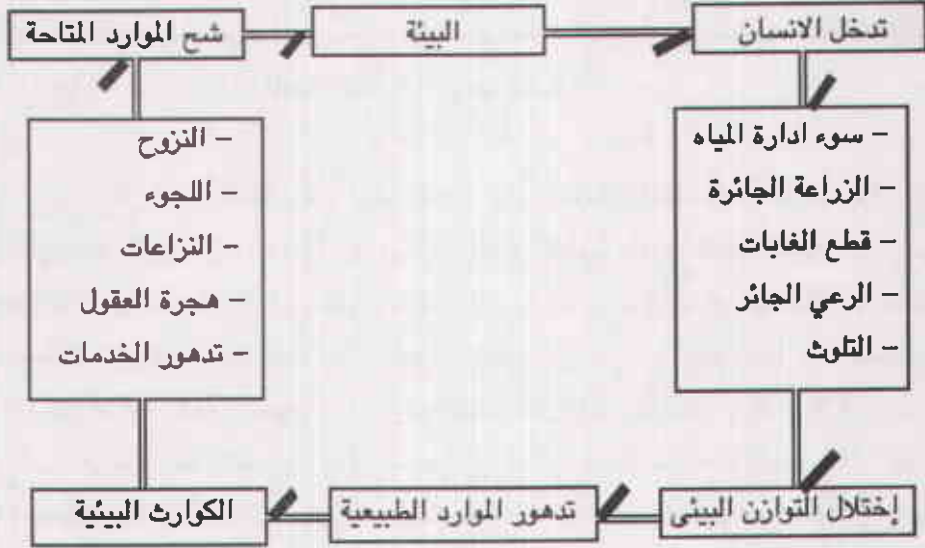 تدخل الانسان
البيئة
شح الموارد المتاحة
– سوء ادارة المياه
– الزراعة الجائرة
– قطع الغابات
– الرعي الجائر
– التلوث
– النزوح
– اللجوء
– النزاعات
– هجرة العقول
– تدهور الخدمات
إختلال التوازن البيئى
تدهور الموارد الطبيعية
الكوارث البيئية